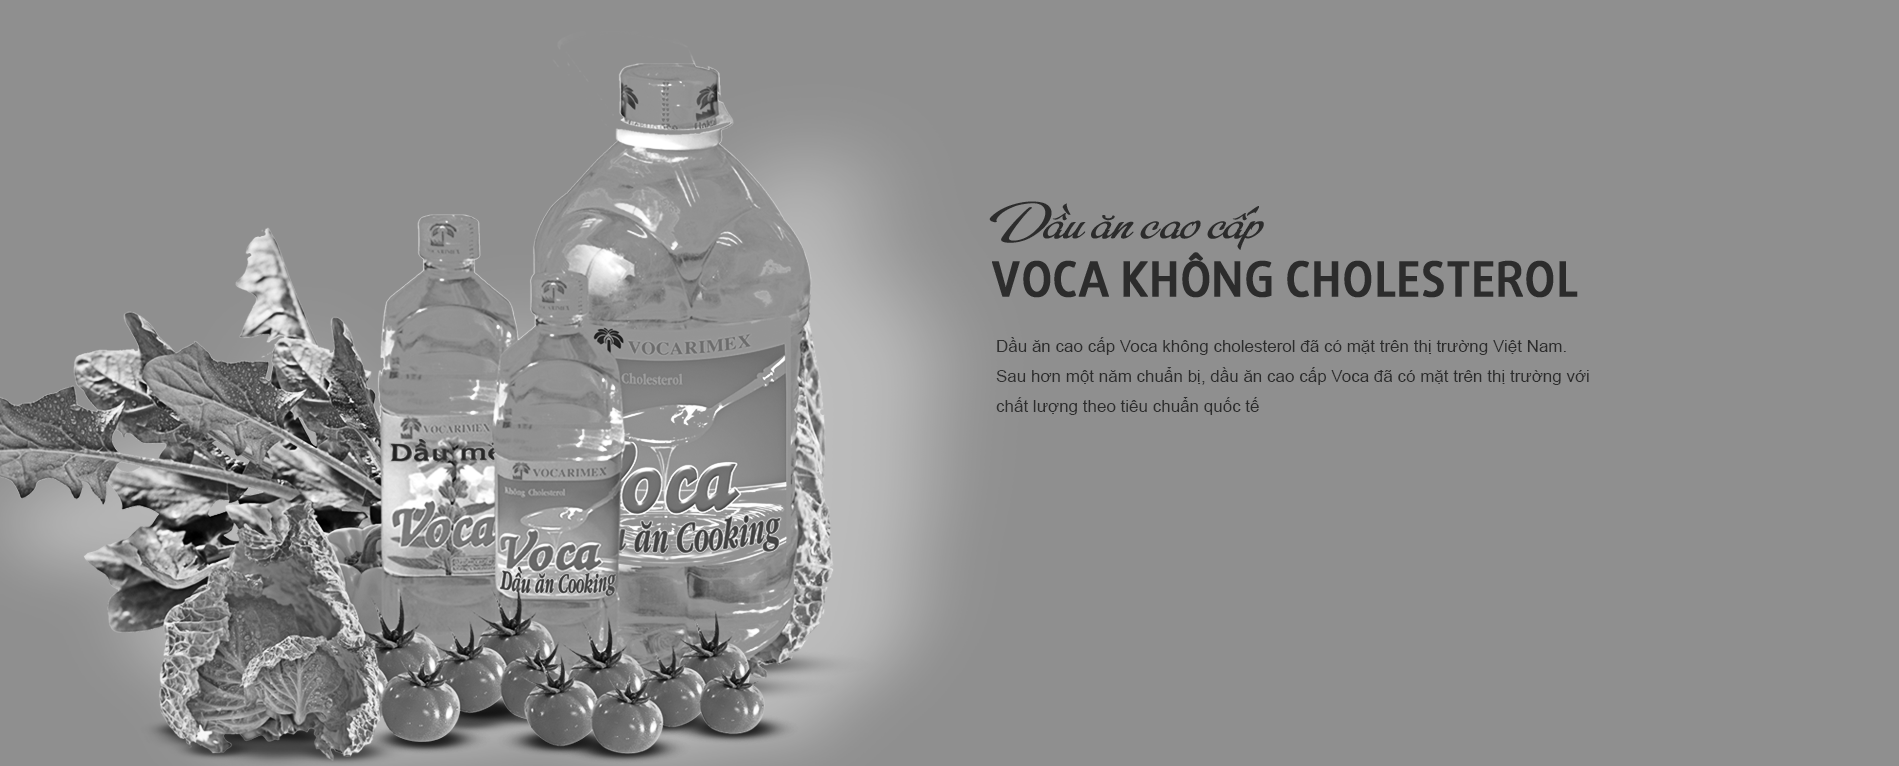 Dầu ăn cao cấp
VOCA KHÔNG CHOLESTEROL
Dầu ăn cao cấp Voca không cholesterol đã có mặt trên thị trường Việt Nam.
Sau hơn một năm chuẩn bị, dầu ăn cao cấp Voca đã có mặt trên thị trường với
chất lượng theo tiêu chuẩn quốc tế
VOCARIMEX
Cholesterol
Voca
ăn Cooking
VOCARIMEX
Dầu mè
Voca
VOCARIMEX
Không Cholesterol
Voca
Dầu ăn Cooking